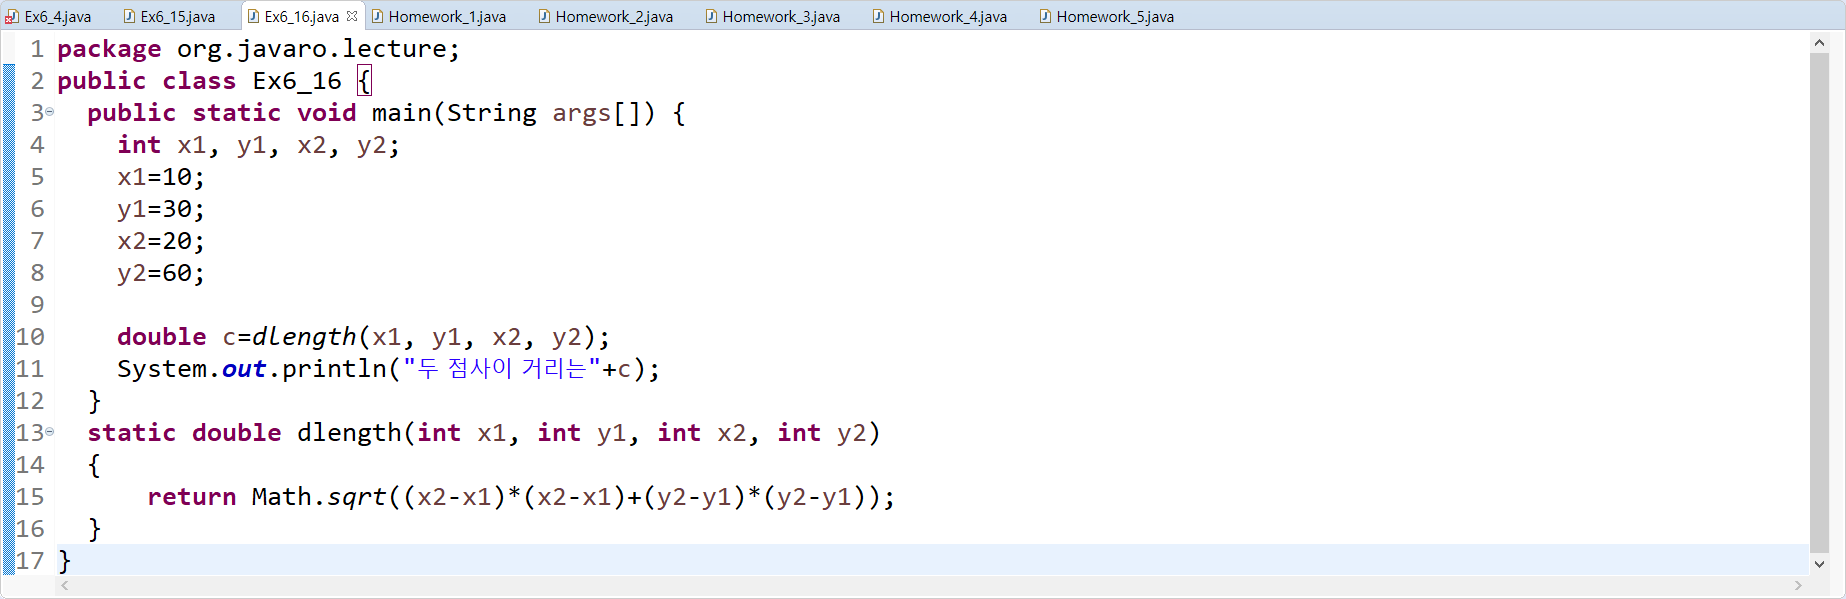 Ex6_4.java Ex6_15.java Ex6_16.java Homework_1.java Homework_2.java Homework_3.java Homework_4.java Homework_5.java
1 package org.javaro.lecture;
2 public class Ex6_16 {
3 public static void main(String args[]) {
4 int x1, y1, x2, y2;
5 x1=10;
6 y1=30;
7 x2=20;
8 y2=60;
9
10 double c=dlength(x1, y1, x2, y2);
11 System.out.println("두 점사이 거리는"+c);
12 }
13 static double dlength(int x1, int y1, int x2, int y2)
14 {
15 return Math.sqrt((x2-x1)*(x2-x1)+(y2-y1)*(y2-y1));
16 }
17 }